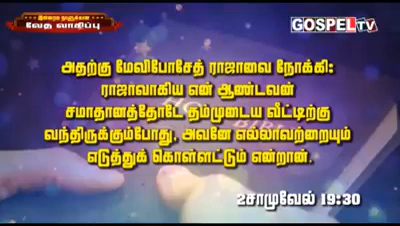 இன்றைய நாளுக்கான
வேத வாசிப்பு
GOSPEL TV
அதற்கு மேவிபோசேத் ராஜாவை நோக்கி:
ராஜாவாகிய என் ஆண்டவன்
சமாதானத்தோடே தம்முடைய வீட்டிற்கு
வந்திருக்கும்போது, அவனே எல்லாவற்றையும்
எடுத்துக் கொள்ளட்டும் என்றான்.
2சாமுவேல் 19:30